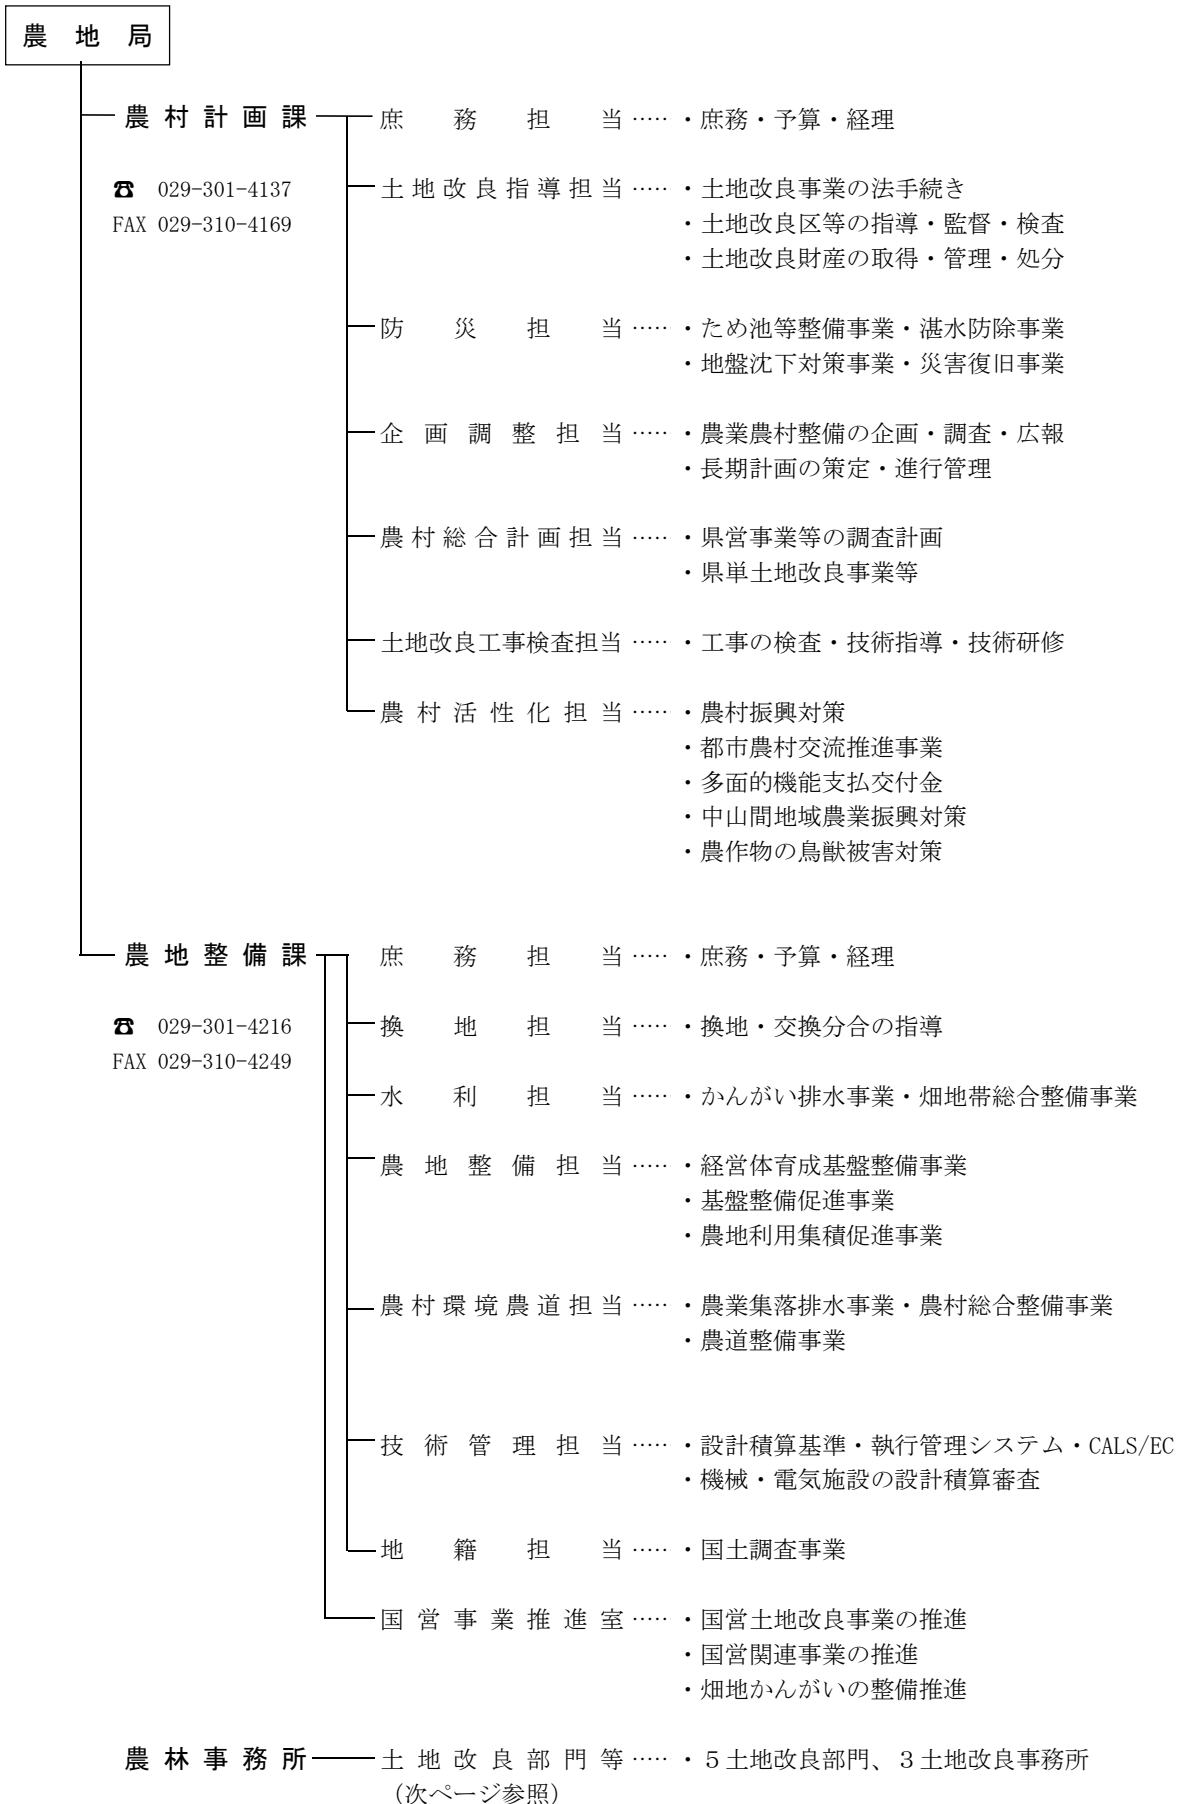 農地局
農村計画課 庶務担当 ‥‥‥ ・庶務・予算・経理
☎ 029-301-4137 土地改良指導担当 ‥‥‥ ・土地改良事業の法手続き
FAX 029-310-4169 ・土地改良区等の指導・監督・検査
・土地改良財産の取得・管理・処分
防災担当 ‥‥‥ ・ため池等整備事業・湛水防除事業
・地盤沈下対策事業・災害復旧事業
企画調整担当 ‥‥‥ ・農業農村整備の企画・調査・広報
・長期計画の策定・進行管理
農村総合計画担当 ‥‥‥ ・県営事業等の調査計画
・県単土地改良事業等
土地改良工事検査担当 ‥‥‥ ・工事の検査・技術指導・技術研修
農村活性化担当 ‥‥‥ ・農村振興対策
・都市農村交流推進事業
・多面的機能支払交付金
・中山間地域農業振興対策
・農作物の鳥獣被害対策
農地整備課 庶務担当 ‥‥‥ ・庶務・予算・経理
☎ 029-301-4216 換地担当 ‥‥‥ ・換地・交換分合の指導
FAX 029-310-4249
水利担当 ‥‥‥ ・かんがい排水事業・畑地帯総合整備事業
農地整備担当 ‥‥‥ ・経営体育成基盤整備事業
・基盤整備促進事業
・農地利用集積促進事業
農村環境農道担当 ‥‥‥ ・農業集落排水事業・農村総合整備事業
・農道整備事業
技術管理担当 ‥‥‥ ・設計積算基準・執行管理システム・CALS/EC
・機械・電気施設の設計積算審査
地籍担当 ‥‥‥ ・国土調査事業
国営事業推進室 ‥‥‥ ・国営土地改良事業の推進
・国営関連事業の推進
・畑地かんがいの整備推進
農林事務所 土地改良部門等 ‥‥‥ ・５土地改良部門、３土地改良事務所
（次ページ参照）